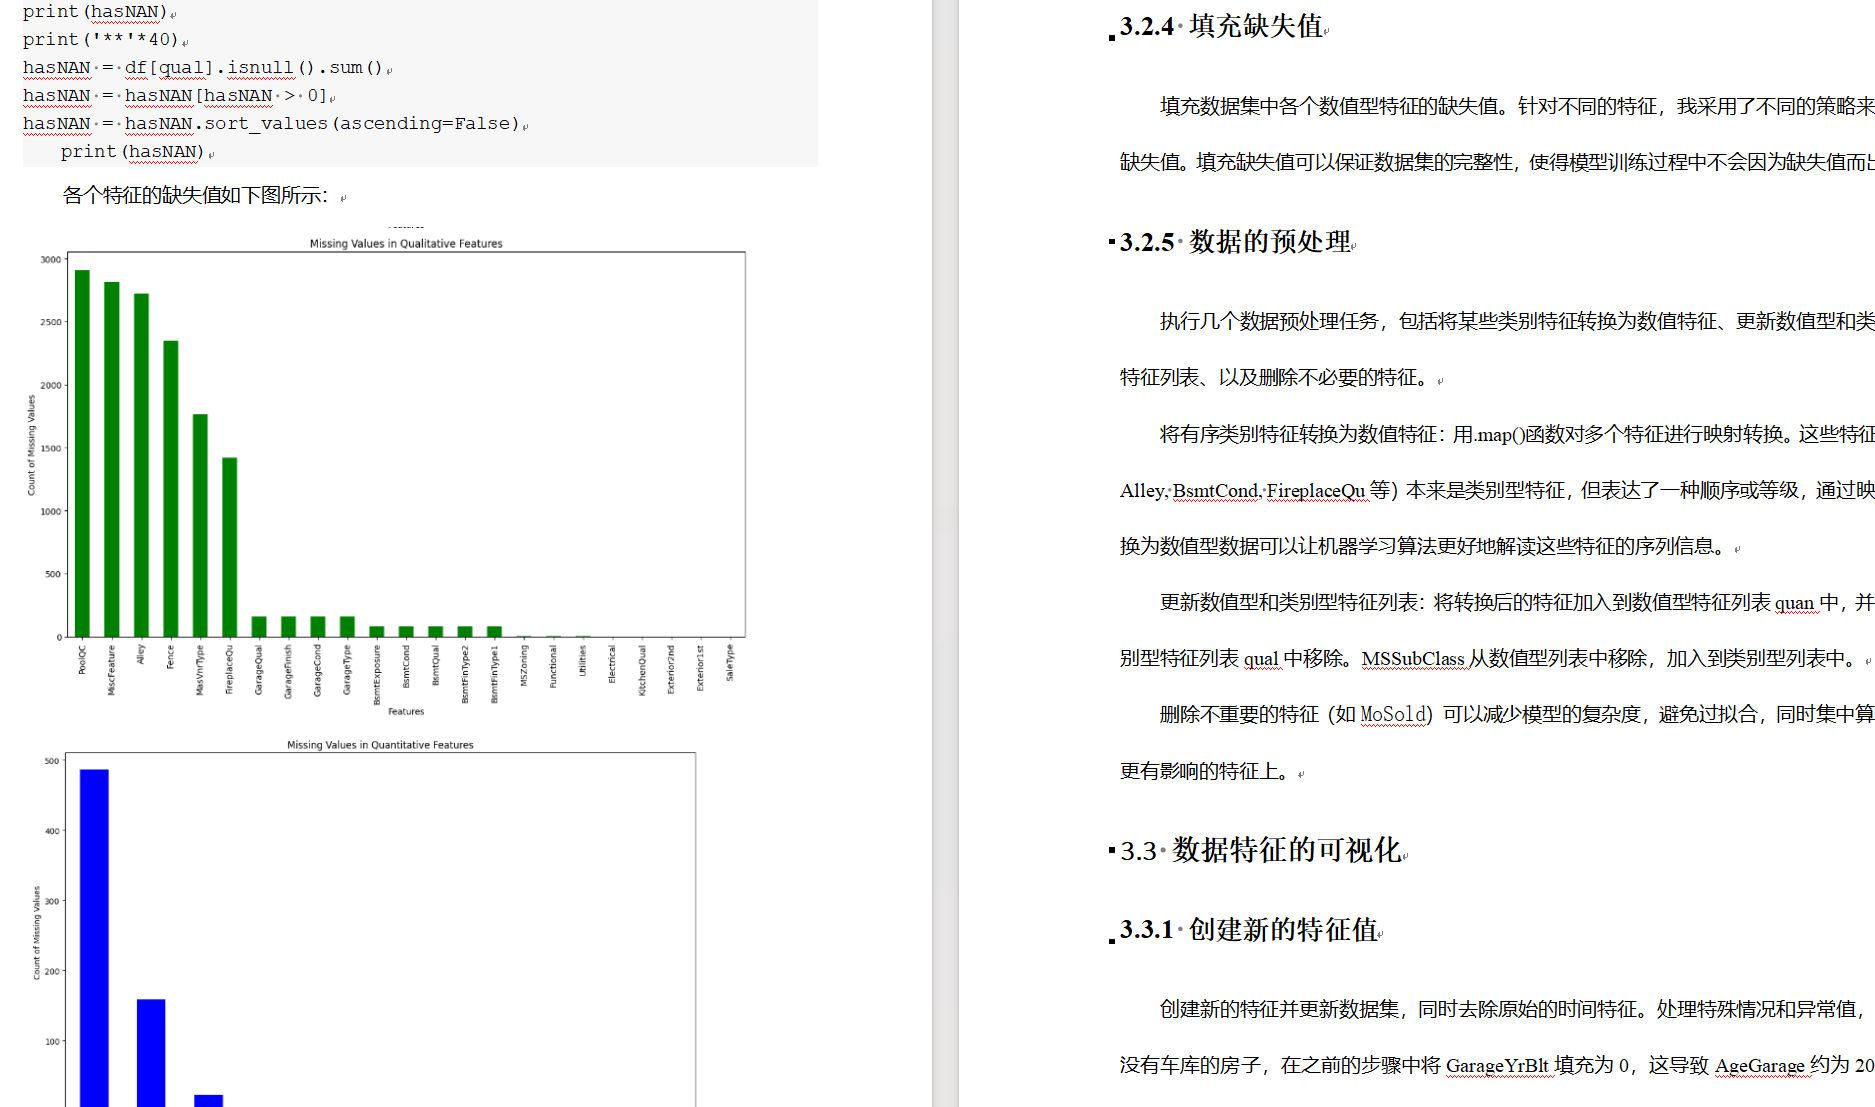 print(hasNAN)
print('**'*40)
hasNAN = df[qual].isnull().sum()
hasNAN = hasNAN[hasNAN > 0]
hasNAN = hasNAN.sort_values(ascending=False)
print(hasNAN)
各个特征的缺失值如下图所示：
Missing Values in Qualitative Features
3000
2500
2000
1500
1000
500
0
Count of Missing Values
PoolQC
MiscFeature
Alley
Fence
MasVnrType
FireplaceQu
GarageQual
GarageFinish
GarageCond
GarageType
BsmtExposure
BsmtCond
BsmtQual
BsmtFinType2
BsmtFinType1
MSZoning
Functional
Utilities
Electrical
KitchenQual
Exterior2nd
Exterior1st
SaleType
Features
Missing Values in Quantitative Features
500
400
300
200
100
Count of Missing Values
3.2.4 填充缺失值
填充数据集中各个数值型特征的缺失值。针对不同的特征，我采用了不同的策略来
缺失值。填充缺失值可以保证数据集的完整性，使得模型训练过程中不会因为缺失值而出
3.2.5 数据的预处理
执行几个数据预处理任务，包括将某些类别特征转换为数值特征、更新数值型和类
特征列表、以及删除不必要的特征。
将有序类别特征转换为数值特征：用.map()函数对多个特征进行映射转换。这些特征
Alley, BsmtCond, FireplaceQu 等）本来是类别型特征，但表达了一种顺序或等级，通过映
换为数值型数据可以让机器学习算法更好地解读这些特征的序列信息。
更新数值型和类别型特征列表：将转换后的特征加入到数值型特征列表 quan 中，并
别型特征列表 qual 中移除。MSSubClass 从数值型列表中移除，加入到类别型列表中。
删除不重要的特征（如 MoSold）可以减少模型的复杂度，避免过拟合，同时集中算
更有影响的特征上。
3.3 数据特征的可视化
3.3.1 创建新的特征值
创建新的特征并更新数据集，同时去除原始的时间特征。处理特殊情况和异常值，
没有车库的房子，在之前的步骤中将 GarageYrBlt 填充为 0，这导致 AgeGarage 约为 20